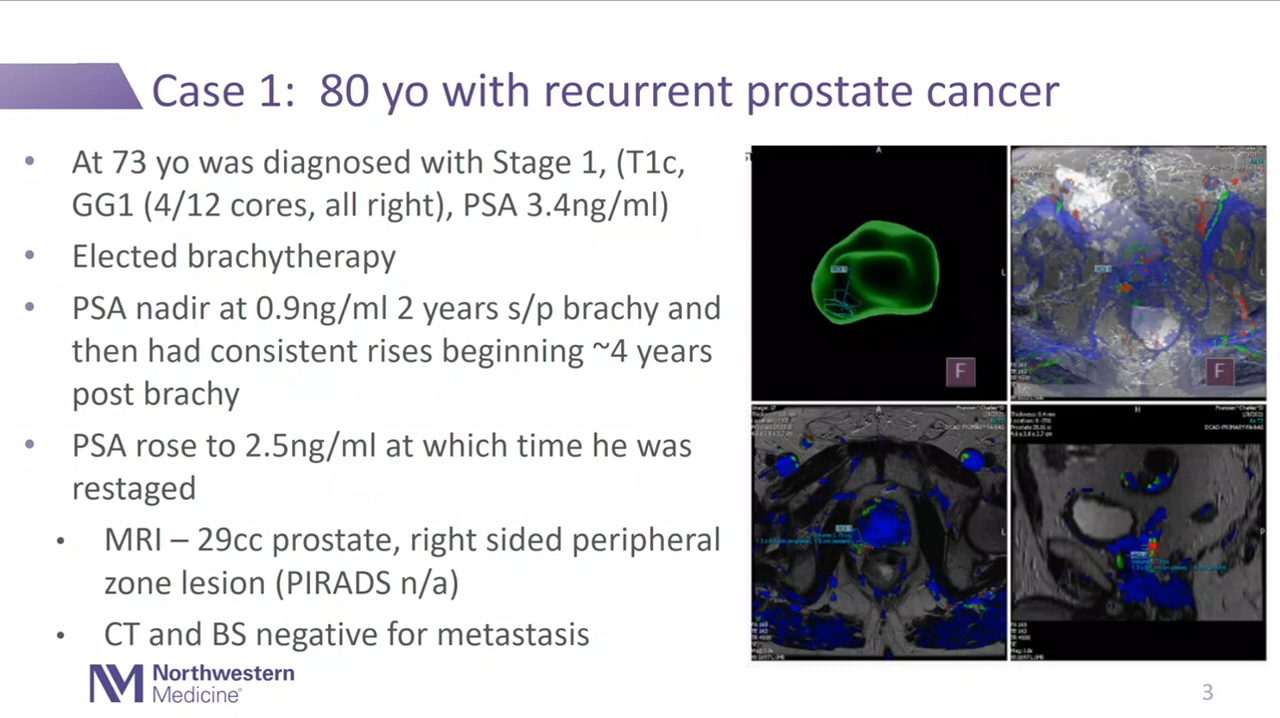 Case 1: 80 yo with recurrent prostate cancer
• At 73 yo was diagnosed with Stage 1, (T1c,
GG1 (4/12 cores, all right), PSA 3.4ng/ml)
• Elected brachytherapy
• PSA nadir at 0.9ng/ml 2 years s/p brachy and
then had consistent rises beginning ~4 years
post brachy
• PSA rose to 2.5ng/ml at which time he was
restaged
• MRI – 29cc prostate, right sided peripheral
zone lesion (PIRADS n/a)
• CT and BS negative for metastasis
A
L
F
L
F
A
L
H
P
DCAD-PRIMARY-PA-BAS
Northwestern
Medicine
3